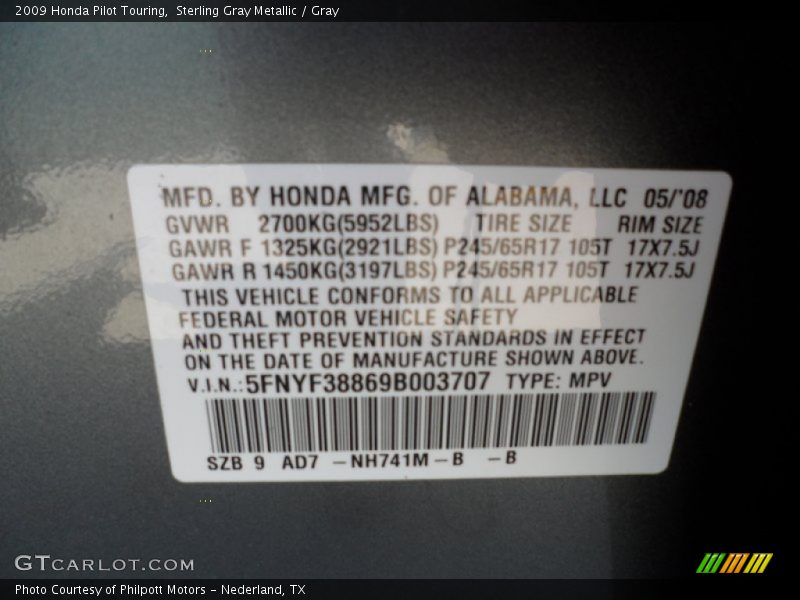 2009 Honda Pilot Touring,  Sterling Gray Metallic / Gray
MFD. BY HONDA MFG. OF ALABAMA, LLC 05/'08
GVWR 2700KG(5952LBS) TIRE SIZE RIM SIZE
GAWR F 1325KG(2921LBS) P245/65R17 105T 17X7.5J
GAWR R 1450KG(3197LBS) P245/65R17 105T 17X7.5J
THIS VEHICLE CONFORMS TO ALL APPLICABLE
FEDERAL MOTOR VEHICLE SAFETY
AND THEFT PREVENTION STANDARDS IN EFFECT
ON THE DATE OF MANUFACTURE SHOWN ABOVE.
V.I.N.:5FNYF38869B003707 TYPE: MPV
SZB 9 AD7 -NH741M-B -B
GTCARLOT.COM
Photo Courtesy of Philpott Motors - Nederland, TX